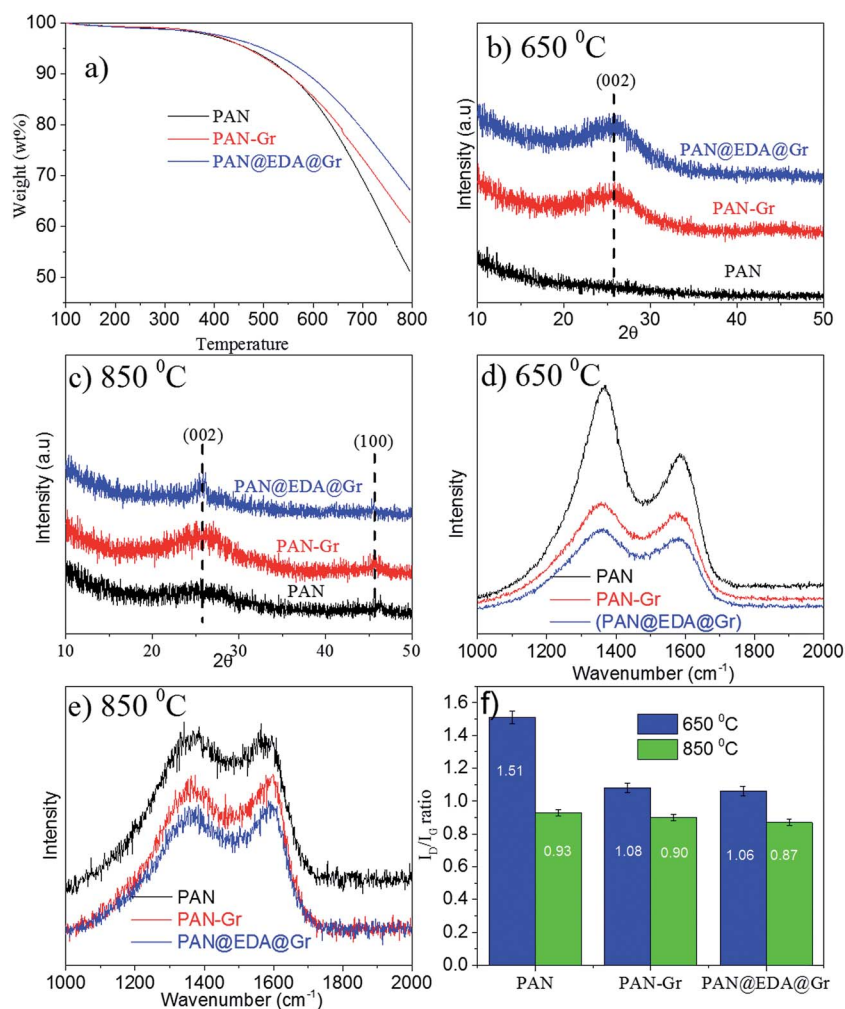 a)
100
90
80
70
60
50
Weight (wt%)
PAN
PAN-Gr
PAN@EDA@Gr
100 200 300 400 500 600 700 800
Temperature
b) 650 ⁰C
(002)
PAN@EDA@Gr
PAN-Gr
PAN
Intensity (a.u)
10 20 30 40 50
2θ
c) 850 ⁰C
(002)
(100)
PAN@EDA@Gr
PAN-Gr
PAN
Intensity (a.u)
10 20 30 40 50
2θ
d) 650 ⁰C
Intensity
PAN
PAN-Gr
(PAN@EDA@Gr)
1000 1200 1400 1600 1800 2000
Wavenumber (cm⁻¹)
e) 850 ⁰C
Intensity
PAN
PAN-Gr
PAN@EDA@Gr
1000 1200 1400 1600 1800 2000
Wavenumber (cm⁻¹)
f)
650 ⁰C
850 ⁰C
1.6
1.4
1.2
1.0
0.8
0.6
0.4
0.2
0.0
I_D/I_G ratio
1.51
0.93
1.08
0.90
1.06
0.87
PAN PAN-Gr PAN@EDA@Gr